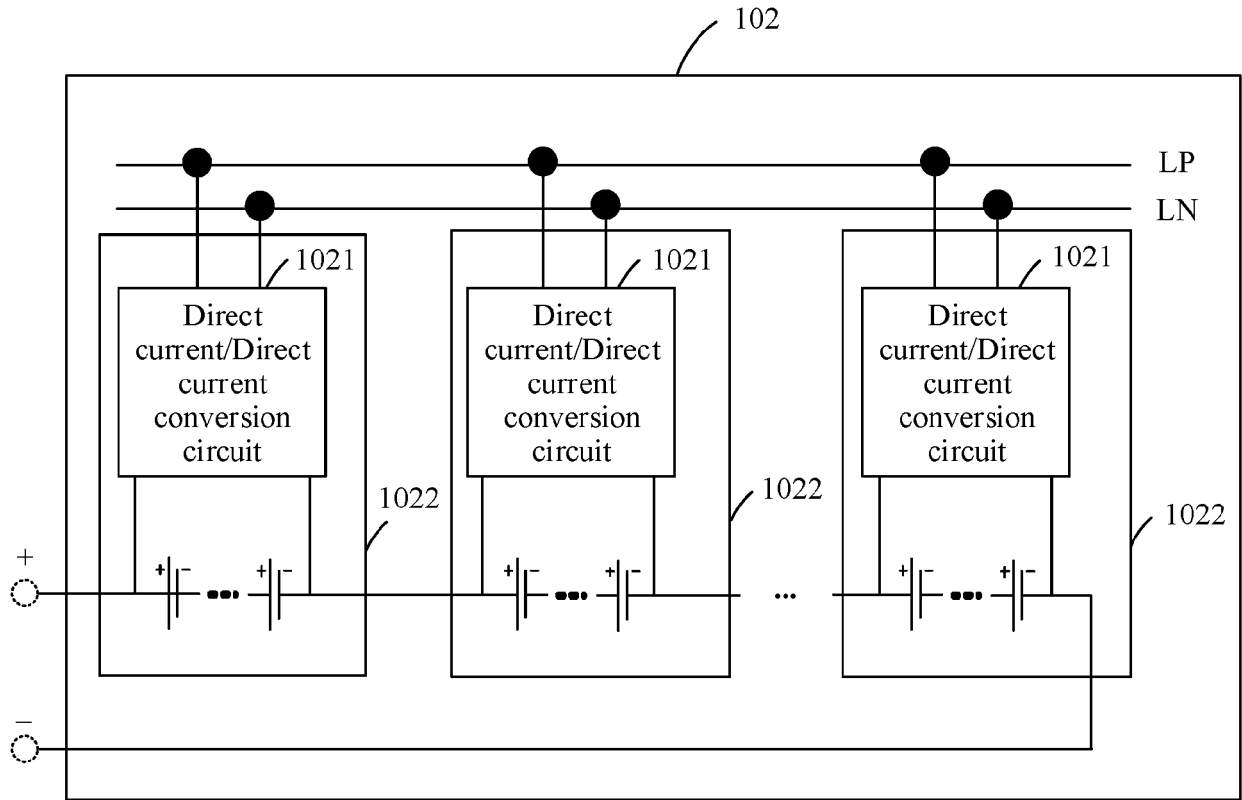 102
LP
LN
1021
1021
1021
Direct
current/Direct
current
conversion
circuit
Direct
current/Direct
current
conversion
circuit
Direct
current/Direct
current
conversion
circuit
1022
1022
1022
+
+ − + −
+ − + −
...
+ − + −
−